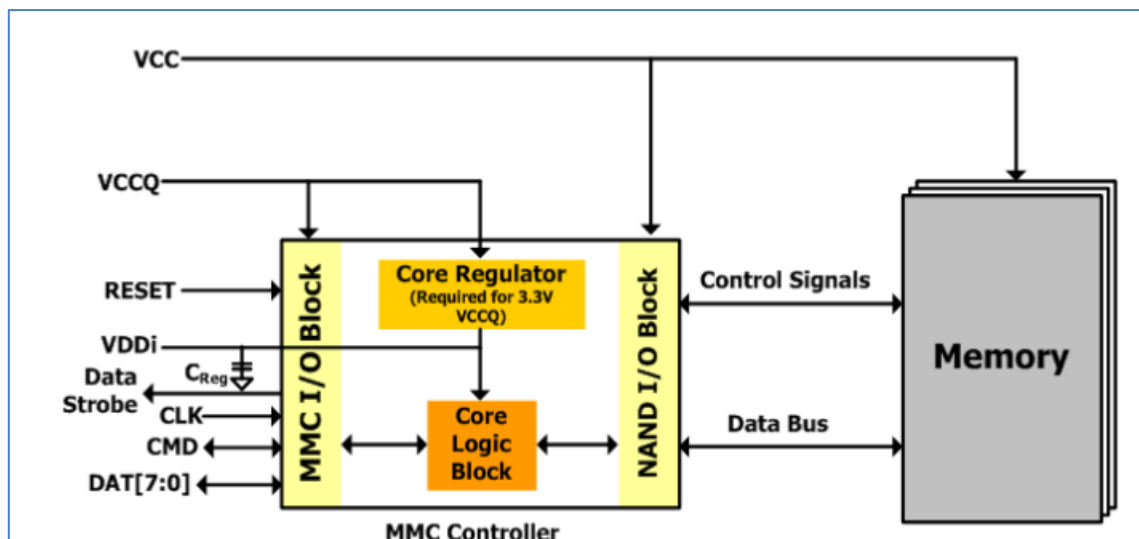 VCC
VCCQ
Core Regulator
(Required for 3.3V
VCCQ)
RESET
VDDi
CReg
Data
Strobe
CLK
CMD
DAT[7:0]
MMC I/O Block
Core
Logic
Block
NAND I/O Block
Control Signals
Data Bus
Memory
MMC Controller